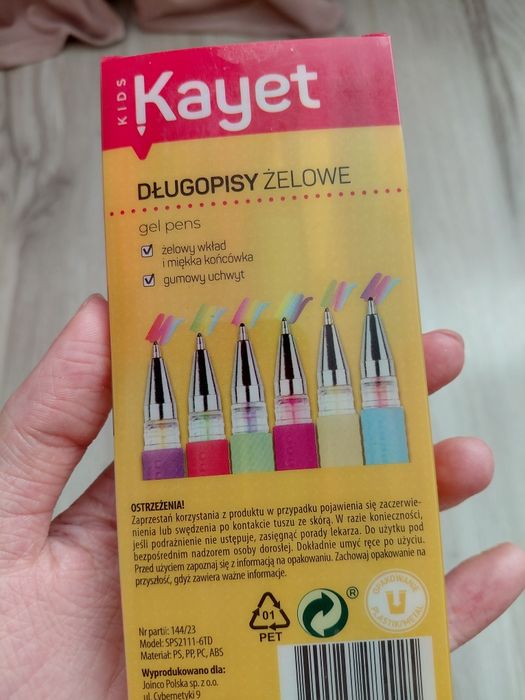 KIDS
Kayet
DŁUGOPISY ŻELOWE
gel pens
żelowy wkład
i miękka końcówka
gumowy uchwyt
OSTRZEŻENIA!
Zaprzestań korzystania z produktu w przypadku pojawienia się zaczerwie-
nienia lub swędzenia po kontakcie tuszu ze skórą. W razie konieczności,
jeśli podrażnienie nie ustępuje, zasięgnąć porady lekarza. Do użytku pod
bezpośrednim nadzorem osoby dorosłej. Dokładnie umyć ręce po użyciu.
Przed użyciem zapoznaj się z informacją na opakowaniu. Zachowaj opakowanie na
przyszłość, gdyż zawiera ważne informacje.
OPAKOWANIE
U
PLASTIK/METAL
®
01
PET
Nr partii: 144/23
Model: SPS2111-6TD
Materiał: PS, PP, PC, ABS
Wyprodukowano dla:
Joinco Polska sp. z o.o.
ul. Cybernetyki 9